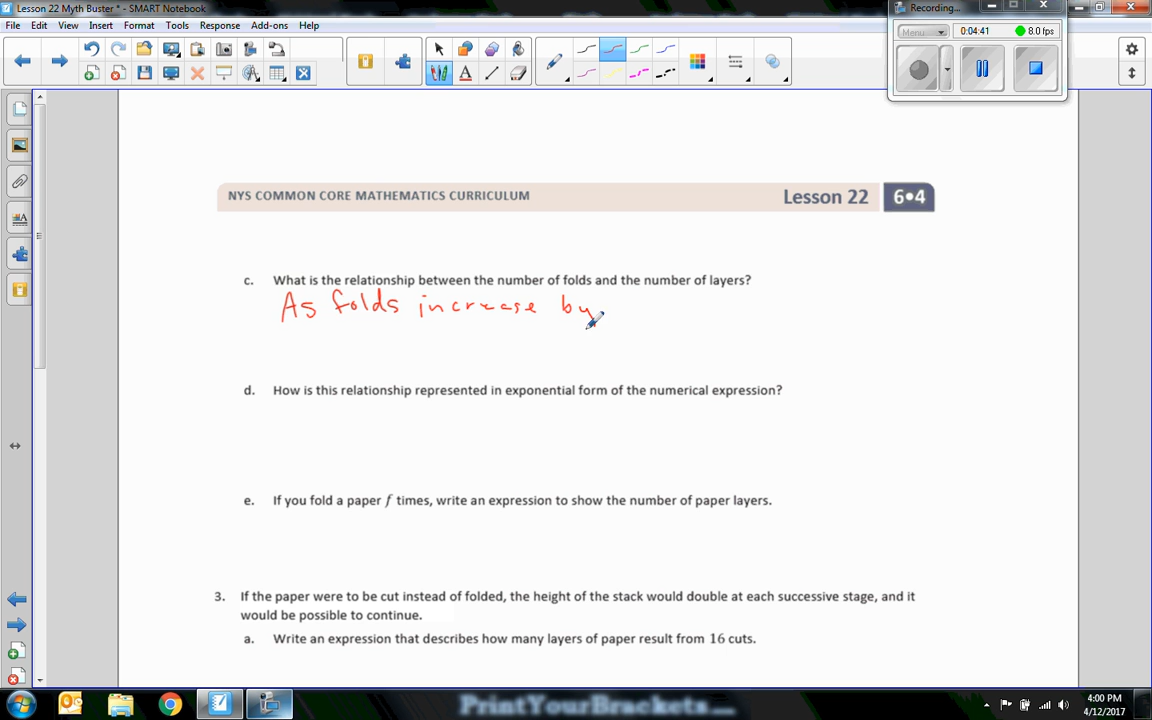 Lesson 22 Myth Buster * - SMART Notebook
Recording...
File Edit View Insert Format Tools Response Add-ons Help
Menu
0:04:41
8.0 fps
NYS COMMON CORE MATHEMATICS CURRICULUM Lesson 22 6•4
c. What is the relationship between the number of folds and the number of layers?
As folds increase by
d. How is this relationship represented in exponential form of the numerical expression?
e. If you fold a paper f times, write an expression to show the number of paper layers.
3. If the paper were to be cut instead of folded, the height of the stack would double at each successive stage, and it
would be possible to continue.
a. Write an expression that describes how many layers of paper result from 16 cuts.
PrintYourBrackets
4:00 PM
4/12/2017